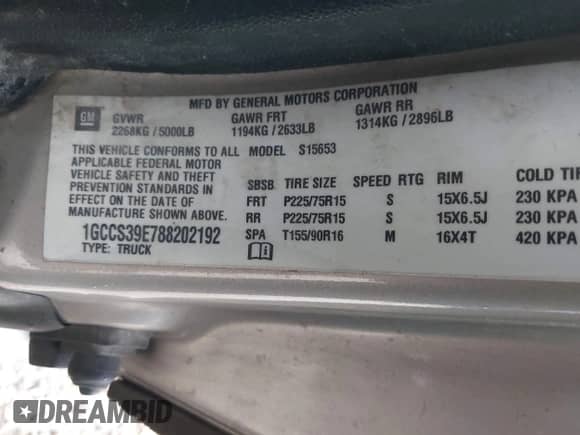 MFD BY GENERAL MOTORS CORPORATION
GM GVWR GAWR FRT GAWR RR
2268KG / 5000LB 1194KG / 2633LB 1314KG / 2896LB
THIS VEHICLE CONFORMS TO ALL MODEL S15653
APPLICABLE FEDERAL MOTOR
VEHICLE SAFETY AND THEFT
PREVENTION STANDARDS IN
EFFECT ON THE DATE OF
MANUFACTURE SHOWN ABOVE.
1GCCS39E788202192
TYPE: TRUCK
SBSB TIRE SIZE SPEED RTG RIM COLD
FRT P225/75R15 S 15X6.5J 230 KPA
RR P225/75R15 S 15X6.5J 230 KPA
SPA T155/90R16 M 16X4T 420 KPA
DREAMBID